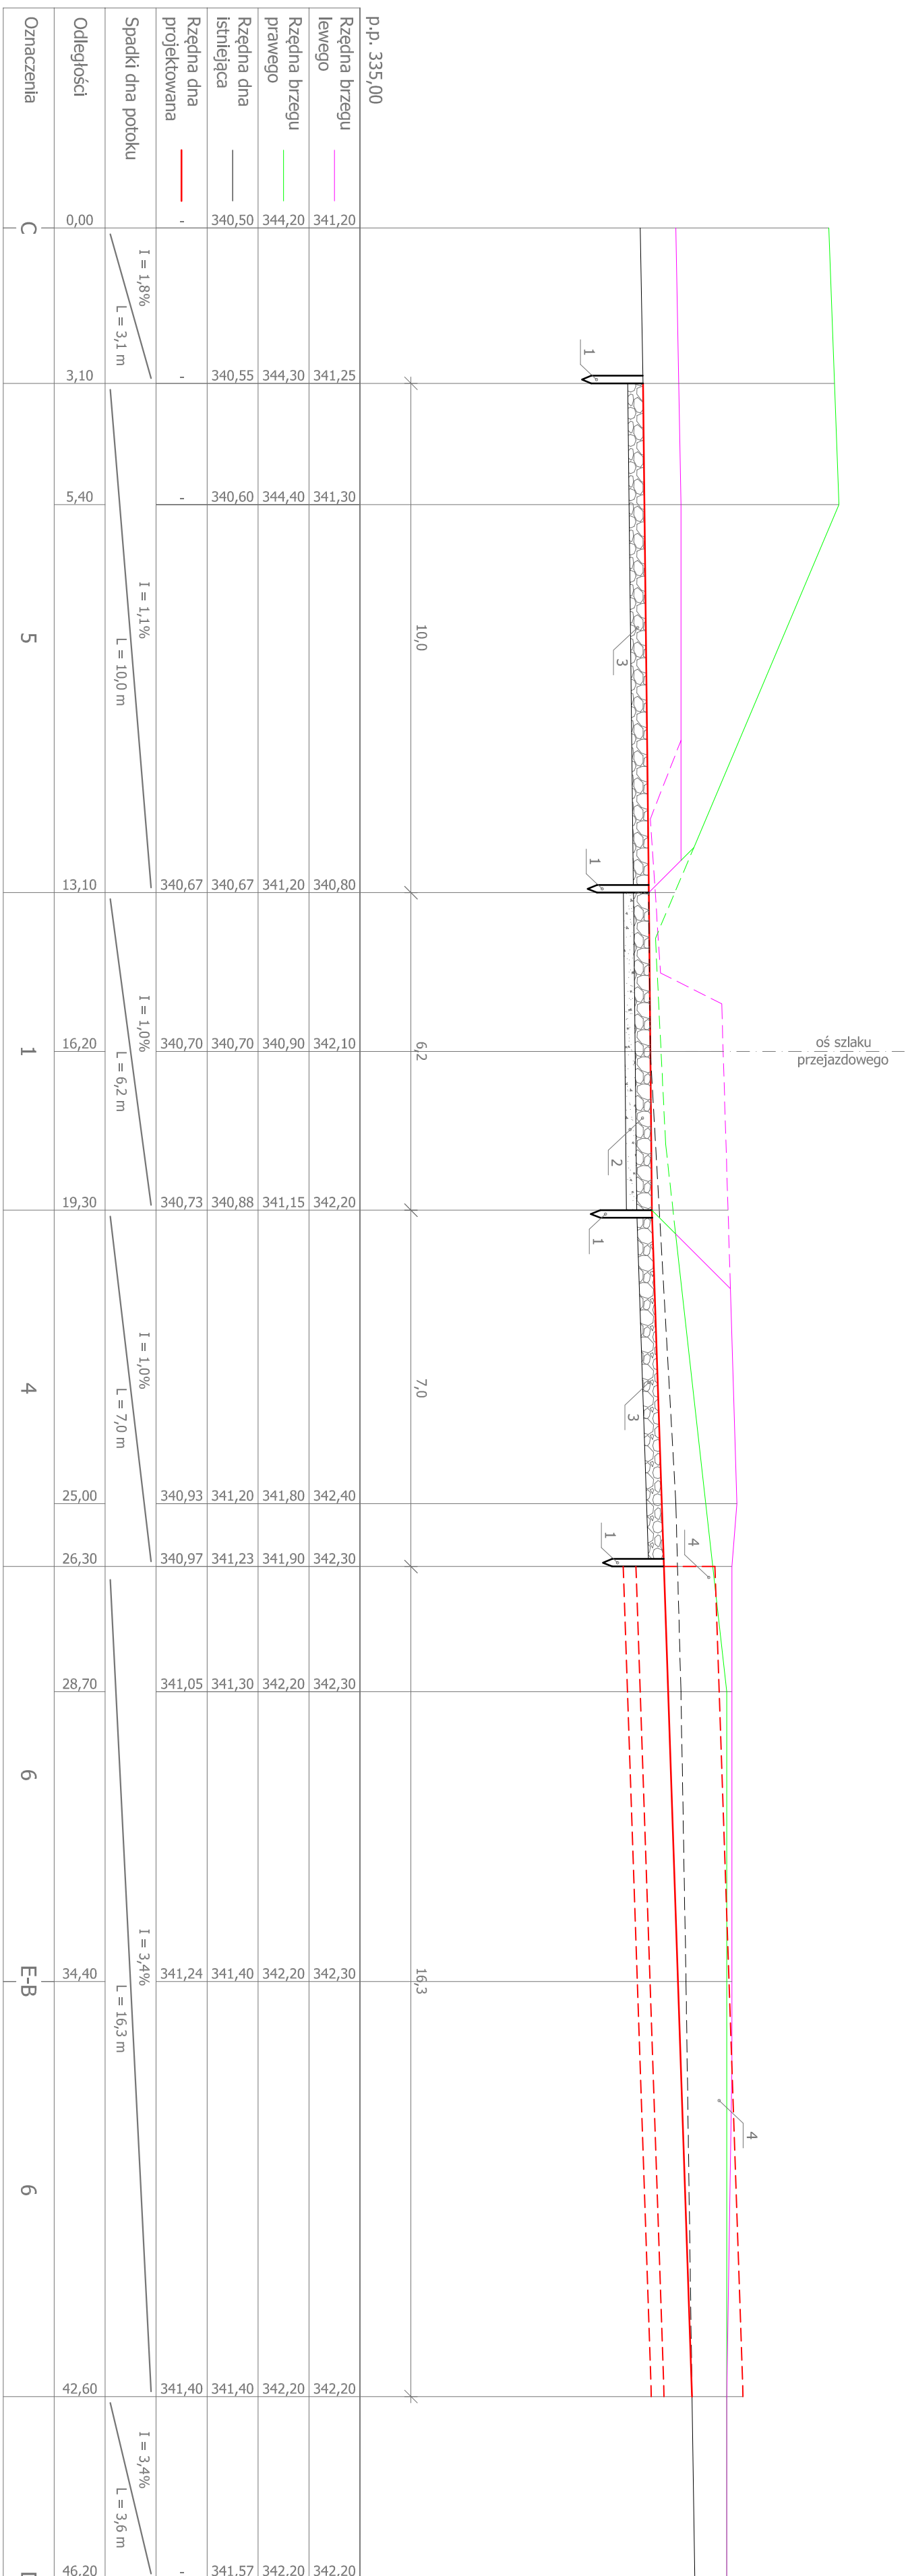 oś szlaku
przejazdowego
1
3
1
2
1
3
1
4
4
10,0
6,2
7,0
16,3
p.p. 335,00
Rzędna brzegu
lewego
341,20
341,25
341,30
340,80
342,10
342,20
342,40
342,30
342,30
342,30
342,20
342,20
Rzędna brzegu
prawego
344,20
344,30
344,40
341,20
340,90
341,15
341,80
341,90
342,20
342,20
342,20
342,20
Rzędna dna
istniejąca
340,50
340,55
340,60
340,67
340,70
340,88
341,20
341,23
341,30
341,40
341,40
341,57
Rzędna dna
projektowana
-
-
-
340,67
340,70
340,73
340,93
340,97
341,05
341,24
341,40
-
Spadki dna potoku
I = 1,8%
L = 3,1 m
I = 1,1%
L = 10,0 m
I = 1,0%
L = 6,2 m
I = 1,0%
L = 7,0 m
I = 3,4%
L = 16,3 m
I = 3,4%
L = 3,6 m
Odległości
0,00
3,10
5,40
13,10
16,20
19,30
25,00
26,30
28,70
34,40
42,60
46,20
Oznaczenia
C
5
1
4
6
E-B
6